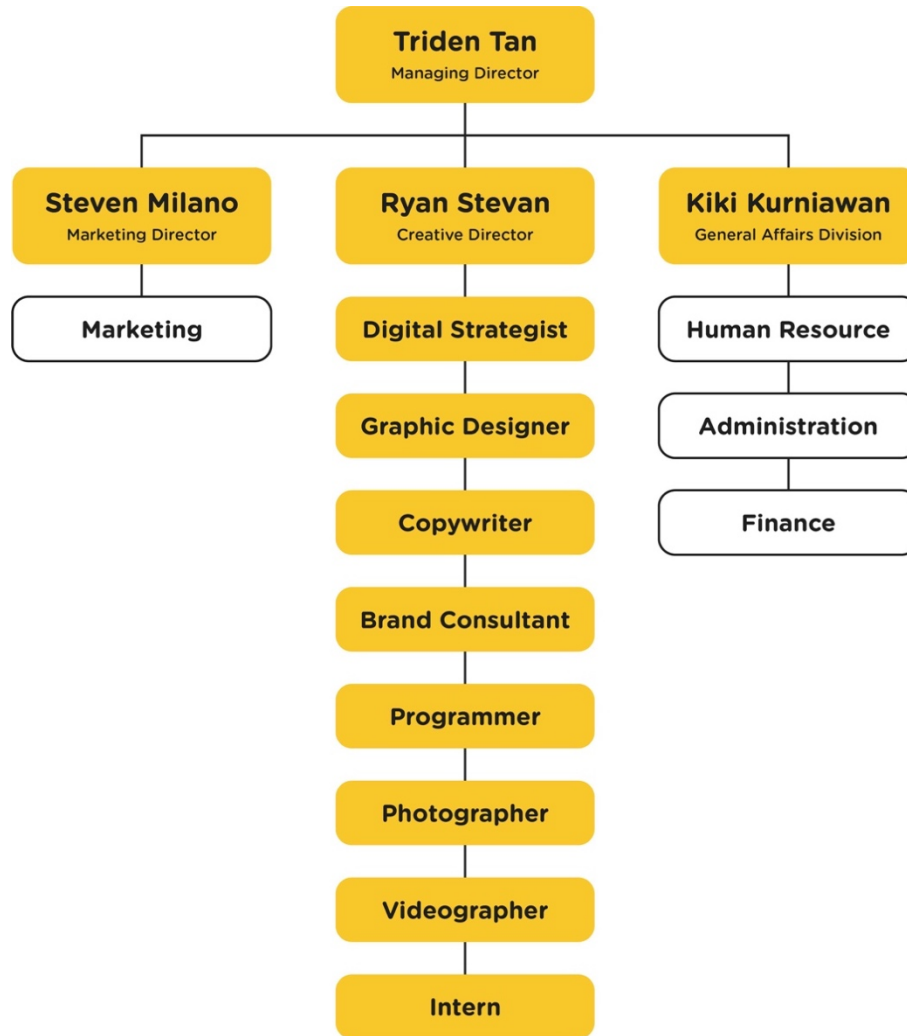 Triden Tan
Managing Director
Steven Milano
Marketing Director
Marketing
Ryan Stevan
Creative Director
Digital Strategist
Graphic Designer
Copywriter
Brand Consultant
Programmer
Photographer
Videographer
Intern
Kiki Kurniawan
General Affairs Division
Human Resource
Administration
Finance